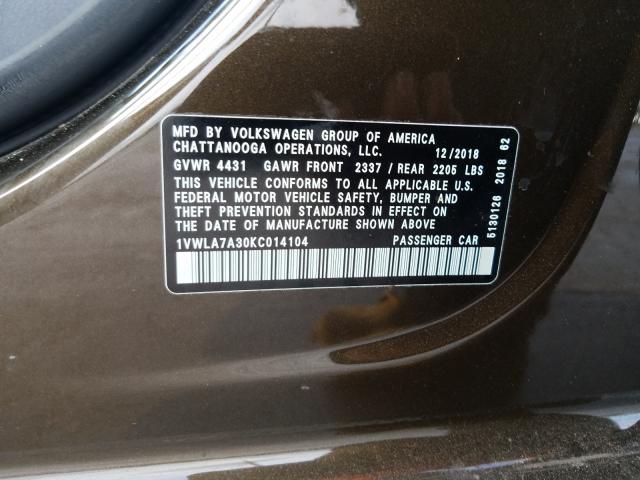 MFD BY VOLKSWAGEN GROUP OF AMERICA
CHATTANOOGA OPERATIONS, LLC. 12/2018
GVWR 4431 GAWR FRONT 2337 / REAR 2205 LBS
THIS VEHICLE CONFORMS TO ALL APPLICABLE U.S.
FEDERAL MOTOR VEHICLE SAFETY, BUMPER AND
THEFT PREVENTION STANDARDS IN EFFECT ON
THE DATE OF MANUFACTURE SHOWN ABOVE
1VWLA7A30KC014104 PASSENGER CAR
5130126 2018 62